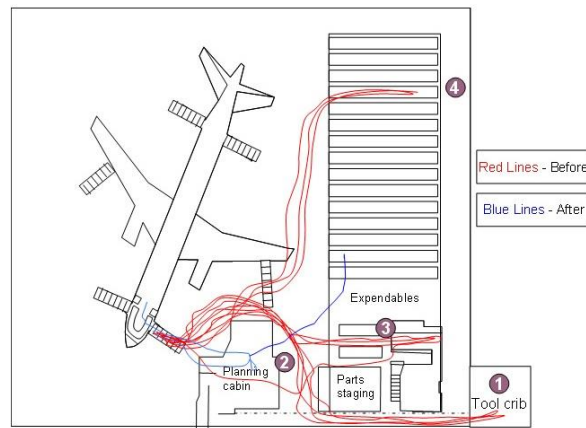 4
Red Lines - Before
Blue Lines - After
Expendables
3
2
Planning
cabin
Parts
staging
1
Tool crib